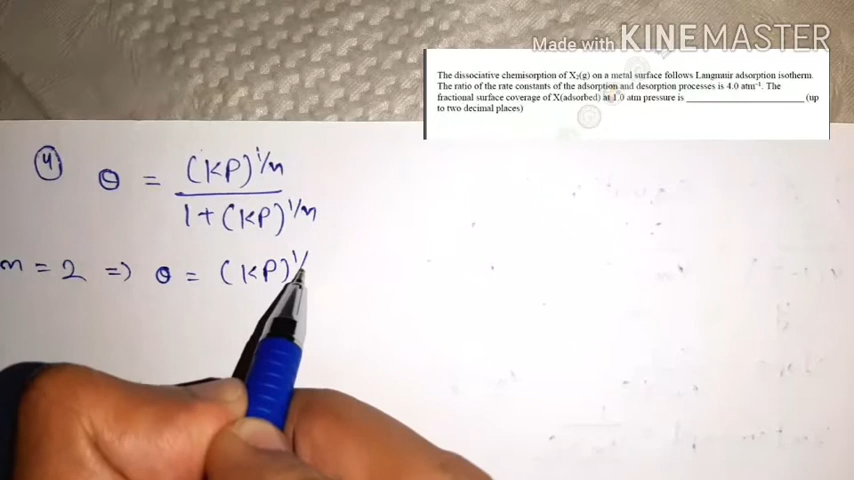 Made with KINEMASTER
The dissociative chemisorption of X₂(g) on a metal surface follows Langmuir adsorption isotherm.
The ratio of the rate constants of the adsorption and desorption processes is 4.0 atm⁻¹. The
fractional surface coverage of X(adsorbed) at 1.0 atm pressure is ____________________ (up
to two decimal places)
④ θ = (KP)^1/n
1 + (KP)^1/n
n = 2 ⇒ θ = (KP)^1/